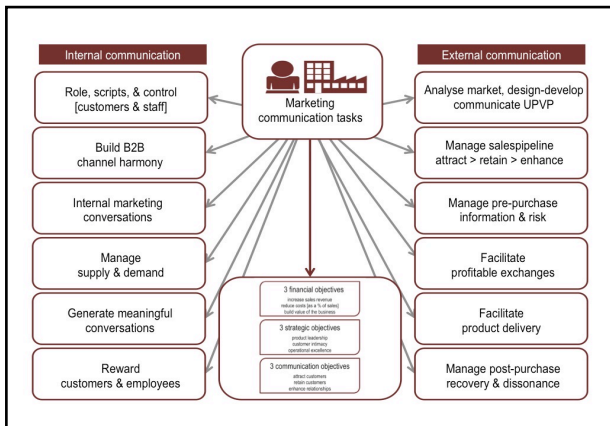 Internal communication
Role, scripts, & control
[customers & staff]
Build B2B
channel harmony
Internal marketing
conversations
Manage
supply & demand
Generate meaningful
conversations
Reward
customers & employees
Marketing
communication tasks
3 financial objectives
increase sales revenue
reduce costs [as a % of sales]
build value of the business
3 strategic objectives
product leadership
customer intimacy
operational excellence
3 communication objectives
attract customers
retain customers
enhance relationships
External communication
Analyse market, design-develop
communicate UPVP
Manage salespipeline
attract > retain > enhance
Manage pre-purchase
information & risk
Facilitate
profitable exchanges
Facilitate
product delivery
Manage post-purchase
recovery & dissonance